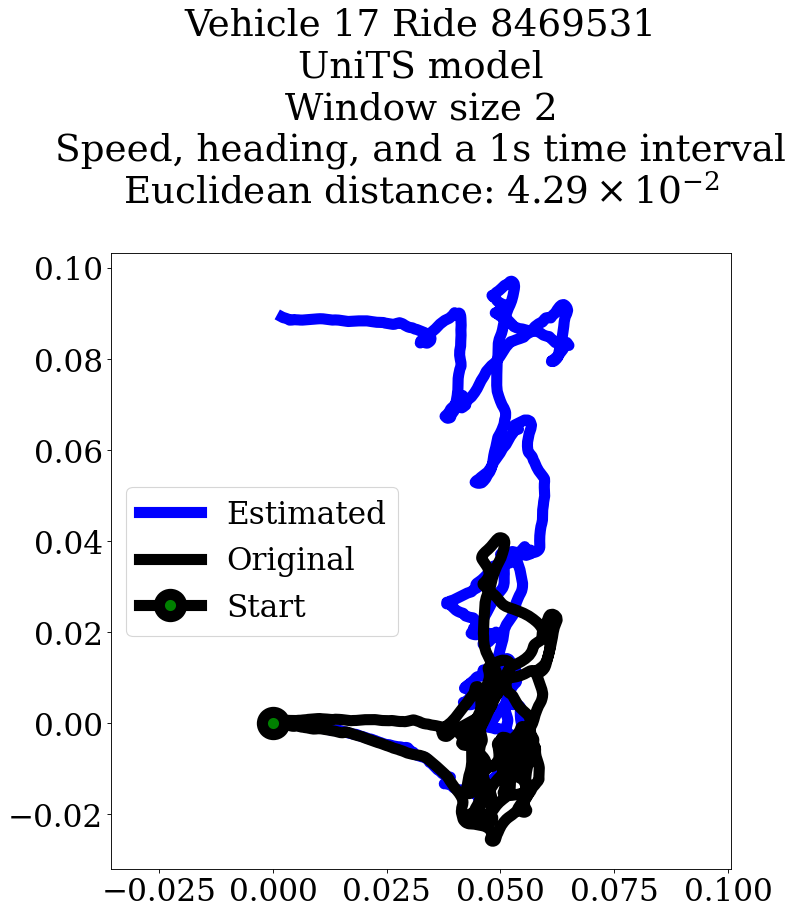 Vehicle 17 Ride 8469531
UniTS model
Window size 2
Speed, heading, and a 1s time interval
Euclidean distance: 4.29 × 10⁻²
0.10
0.08
0.06
0.04
0.02
0.00
−0.02
Estimated
Original
Start
−0.025 0.000 0.025 0.050 0.075 0.100